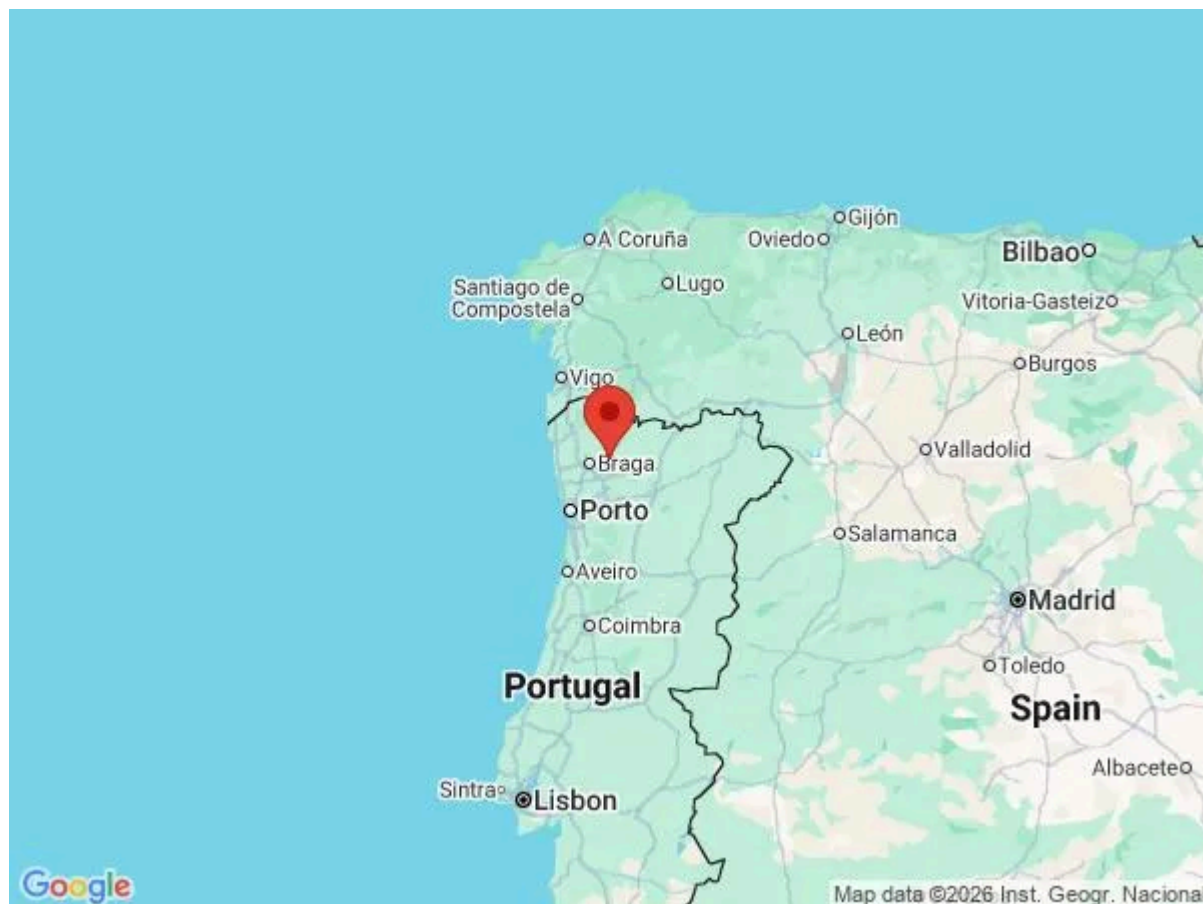 Gijón
A Coruña
Oviedo
Bilbao
Lugo
Santiago de
Compostela
Vitoria-Gasteiz
León
Burgos
Vigo
Valladolid
Braga
Porto
Salamanca
Aveiro
Madrid
Coimbra
Toledo
Portugal
Spain
Albacete
Sintra
Lisbon
Google
Map data ©2026 Inst. Geogr. Nacional